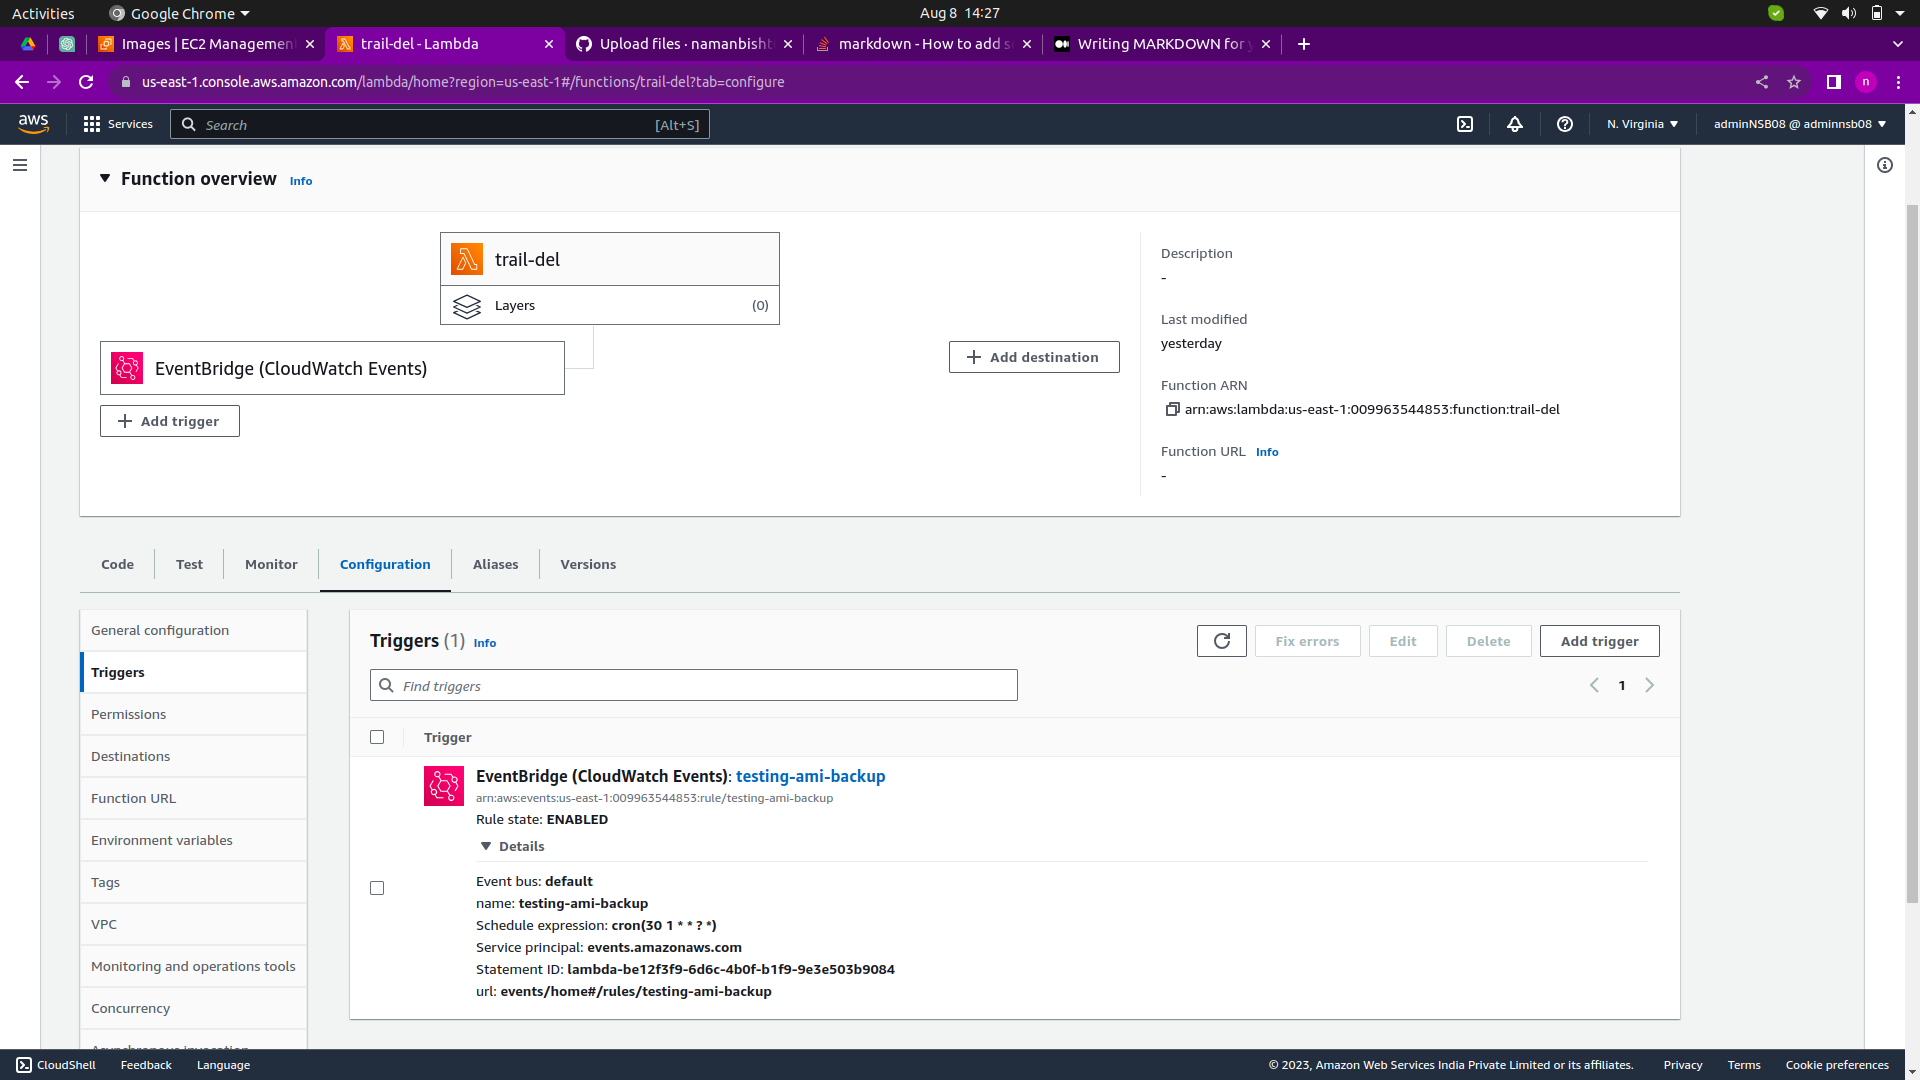 Activities
Google Chrome
Aug 8 14:27
Images | EC2 Managemen
trail-del - Lambda
Upload files · namanbisht
markdown - How to add s
Writing MARKDOWN for y
us-east-1.console.aws.amazon.com/lambda/home?region=us-east-1#/functions/trail-del?tab=configure
n
aws
Services
Search
[Alt+S]
N. Virginia
adminNSB08 @ adminnsb08
Function overview Info
trail-del
Layers
(0)
EventBridge (CloudWatch Events)
Add trigger
Add destination
Description
-
Last modified
yesterday
Function ARN
arn:aws:lambda:us-east-1:009963544853:function:trail-del
Function URL Info
-
Code
Test
Monitor
Configuration
Aliases
Versions
General configuration
Triggers
Permissions
Destinations
Function URL
Environment variables
Tags
VPC
Monitoring and operations tools
Concurrency
Asynchronous invocation
Triggers (1) Info
Fix errors
Edit
Delete
Add trigger
Find triggers
1
Trigger
EventBridge (CloudWatch Events): testing-ami-backup
arn:aws:events:us-east-1:009963544853:rule/testing-ami-backup
Rule state: ENABLED
Details
Event bus: default
name: testing-ami-backup
Schedule expression: cron(30 1 * * ? *)
Service principal: events.amazonaws.com
Statement ID: lambda-be12f3f9-6d6c-4b0f-b1f9-9e3e503b9084
url: events/home#/rules/testing-ami-backup
CloudShell
Feedback
Language
© 2023, Amazon Web Services India Private Limited or its affiliates.
Privacy
Terms
Cookie preferences